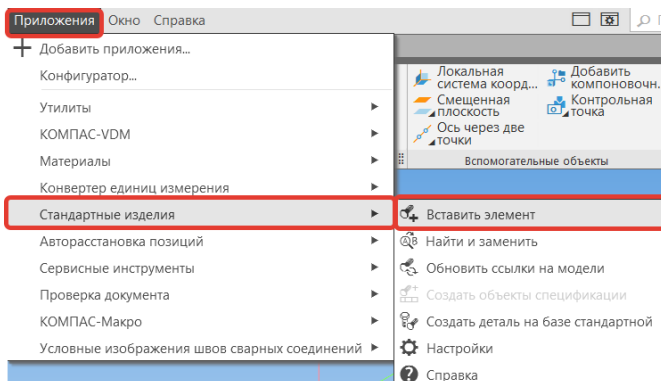 Приложения Окно Справка
Добавить приложения...
Конфигуратор...
Утилиты
КОМПАС-VDM
Материалы
Конвертер единиц измерения
Стандартные изделия
Авторасстановка позиций
Сервисные инструменты
Проверка документа
КОМПАС-Макро
Условные изображения швов сварных соединений
Локальная
система коорд...
Смещенная
плоскость
Ось через две
точки
Добавить
компоновочн.
Контрольная
точка
Вспомогательные объекты
Вставить элемент
Найти и заменить
Обновить ссылки на модели
Создать объекты спецификации
Создать деталь на базе стандартной
Настройки
Справка